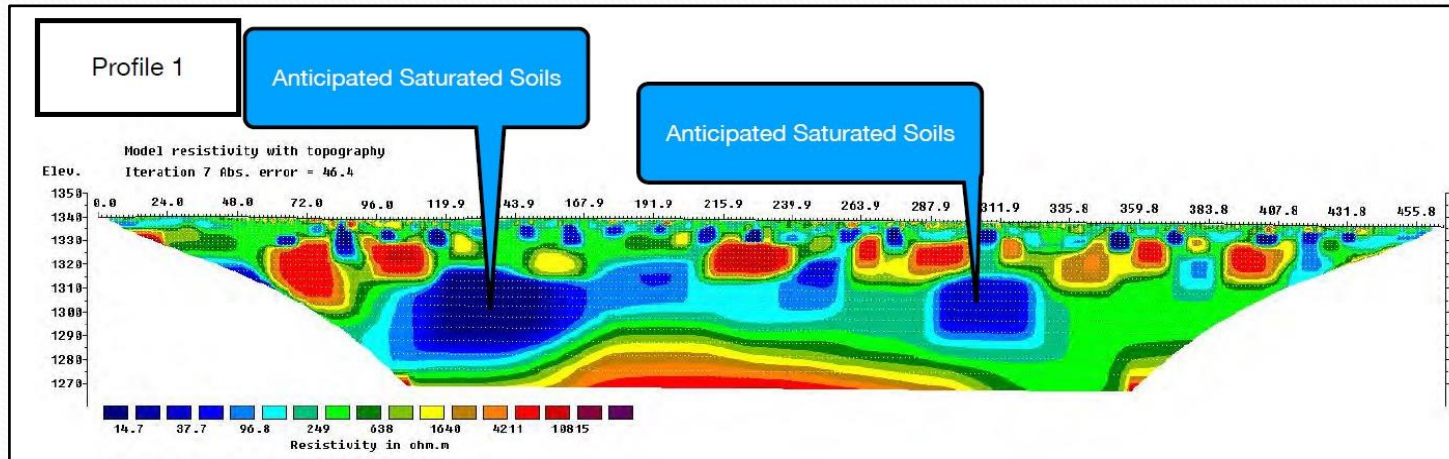 Profile 1
Anticipated Saturated Soils
Anticipated Saturated Soils
Model resistivity with topography
Elev.
Iteration 7 Abs. error = 46.4
1350
0.0 24.0 48.0 72.0 96.0 119.9 143.9 167.9 191.9 215.9 239.9 263.9 287.9 311.9 335.8 359.8 383.8 407.8 431.8 455.8
1340
1330
1320
1310
1300
1290
1280
1270
14.7 37.7 96.8 249 638 1640 4211 10815
Resistivity in ohm.m